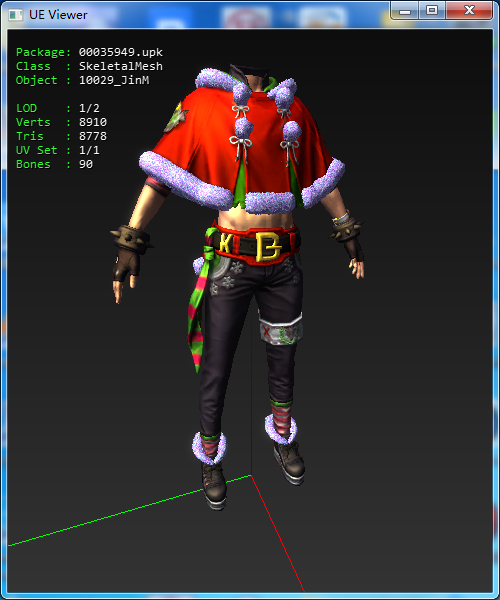 UE Viewer
Package: 00035949.upk
Class : SkeletalMesh
Object : 10029_JinM
LOD : 1/2
Verts : 8910
Tris : 8778
UV Set : 1/1
Bones : 90
K B